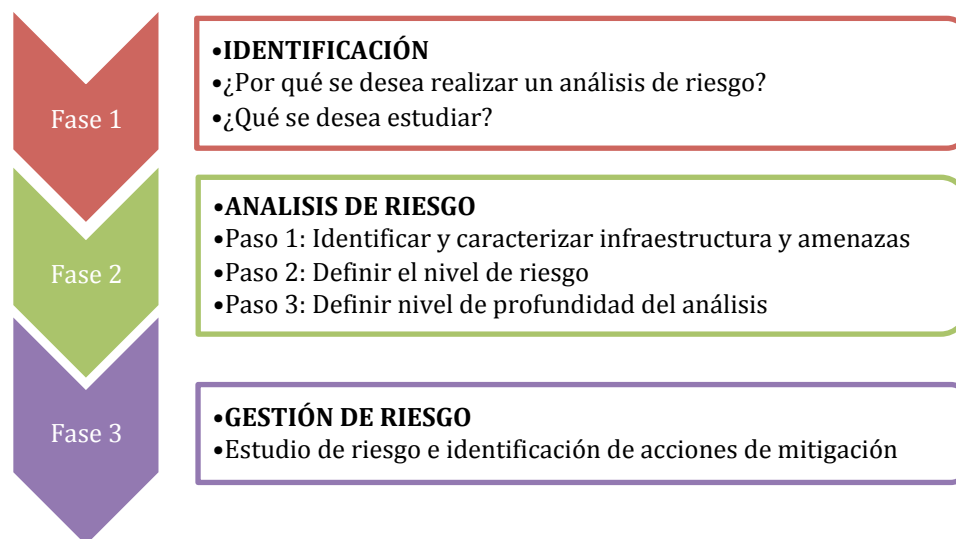 Fase 1
•IDENTIFICACIÓN
•¿Por qué se desea realizar un análisis de riesgo?
•¿Qué se desea estudiar?
Fase 2
•ANALISIS DE RIESGO
•Paso 1: Identificar y caracterizar infraestructura y amenazas
•Paso 2: Definir el nivel de riesgo
•Paso 3: Definir nivel de profundidad del análisis
Fase 3
•GESTIÓN DE RIESGO
•Estudio de riesgo e identificación de acciones de mitigación